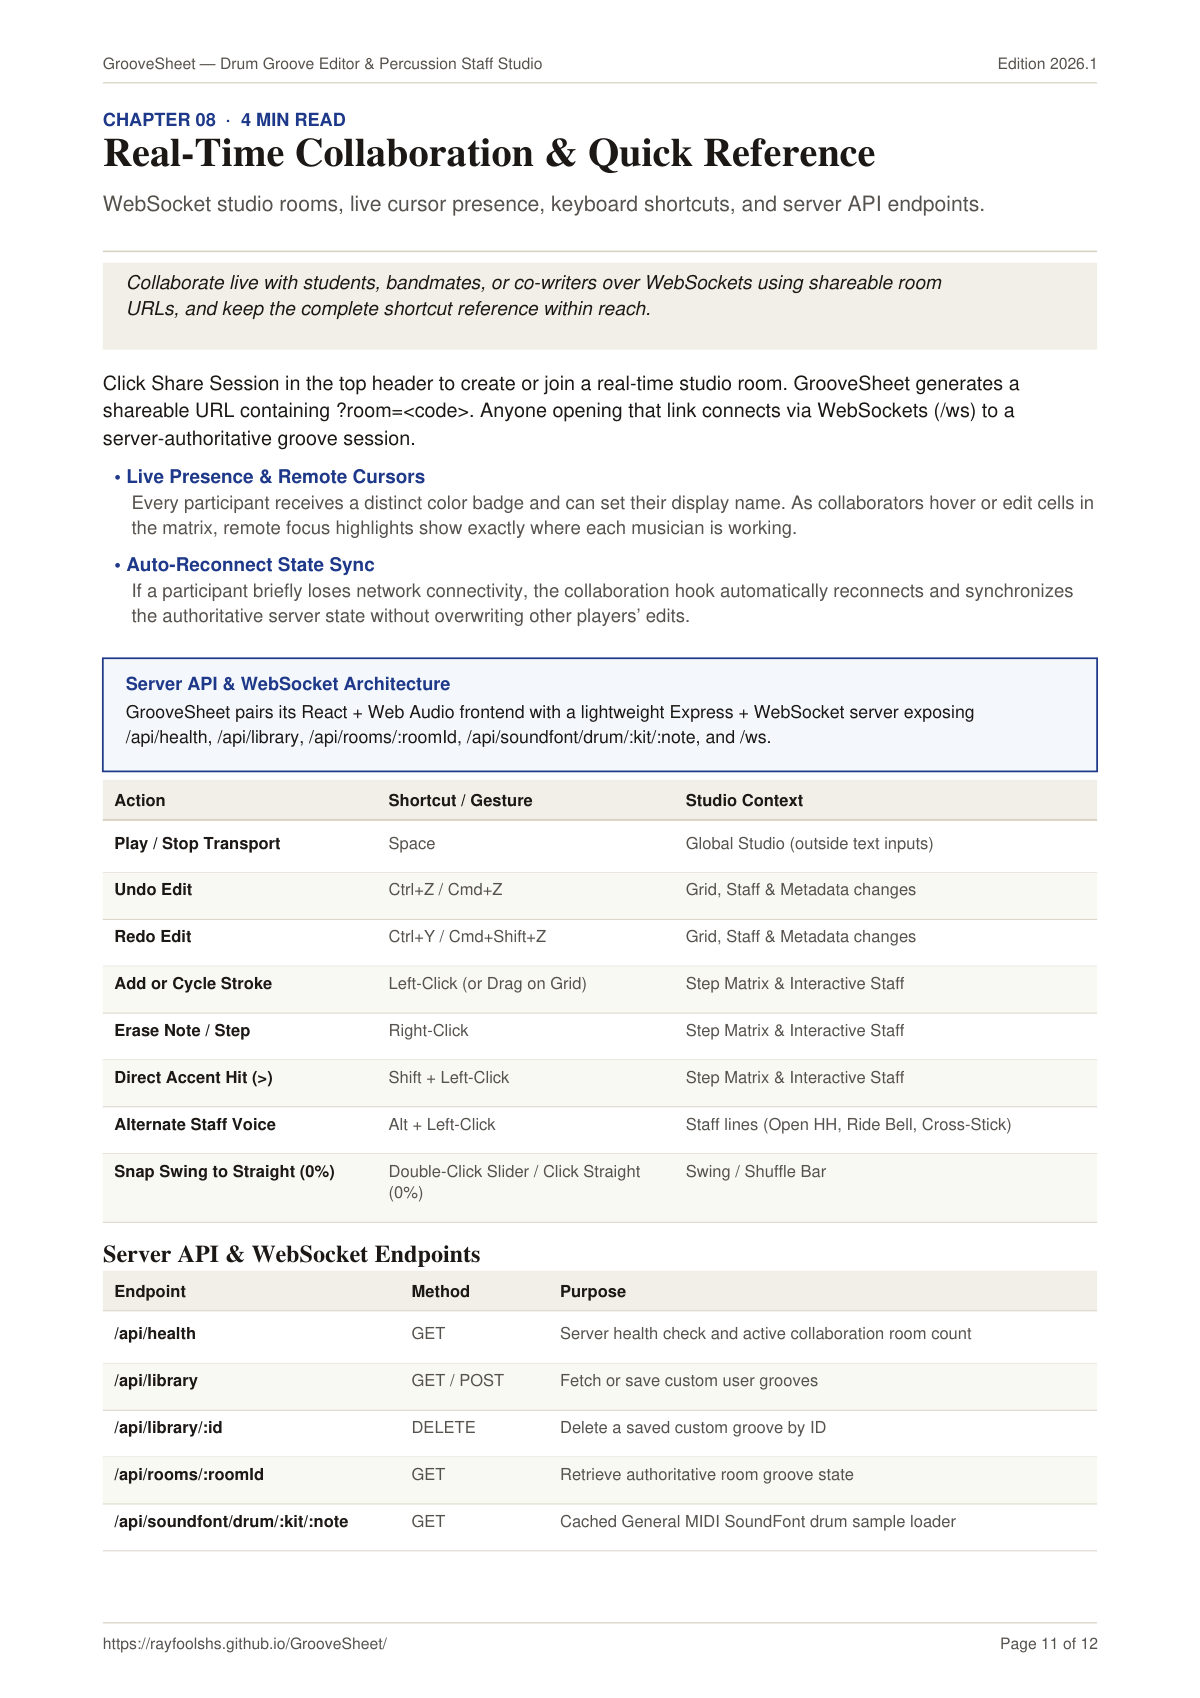 GrooveSheet — Drum Groove Editor & Percussion Staff Studio
Edition 2026.1
CHAPTER 08 · 4 MIN READ
Real-Time Collaboration & Quick Reference
WebSocket studio rooms, live cursor presence, keyboard shortcuts, and server API endpoints.
Collaborate live with students, bandmates, or co-writers over WebSockets using shareable room
URLs, and keep the complete shortcut reference within reach.
Click Share Session in the top header to create or join a real-time studio room. GrooveSheet generates a
shareable URL containing ?room=<code>. Anyone opening that link connects via WebSockets (/ws) to a
server-authoritative groove session.
• Live Presence & Remote Cursors
Every participant receives a distinct color badge and can set their display name. As collaborators hover or edit cells in
the matrix, remote focus highlights show exactly where each musician is working.
• Auto-Reconnect State Sync
If a participant briefly loses network connectivity, the collaboration hook automatically reconnects and synchronizes
the authoritative server state without overwriting other players’ edits.
Server API & WebSocket Architecture
GrooveSheet pairs its React + Web Audio frontend with a lightweight Express + WebSocket server exposing
/api/health, /api/library, /api/rooms/:roomId, /api/soundfont/drum/:kit/:note, and /ws.
Action Shortcut / Gesture Studio Context
Play / Stop Transport Space Global Studio (outside text inputs)
Undo Edit Ctrl+Z / Cmd+Z Grid, Staff & Metadata changes
Redo Edit Ctrl+Y / Cmd+Shift+Z Grid, Staff & Metadata changes
Add or Cycle Stroke Left-Click (or Drag on Grid) Step Matrix & Interactive Staff
Erase Note / Step Right-Click Step Matrix & Interactive Staff
Direct Accent Hit (>) Shift + Left-Click Step Matrix & Interactive Staff
Alternate Staff Voice Alt + Left-Click Staff lines (Open HH, Ride Bell, Cross-Stick)
Snap Swing to Straight (0%) Double-Click Slider / Click Straight Swing / Shuffle Bar
(0%)
Server API & WebSocket Endpoints
Endpoint Method Purpose
/api/health GET Server health check and active collaboration room count
/api/library GET / POST Fetch or save custom user grooves
/api/library/:id DELETE Delete a saved custom groove by ID
/api/rooms/:roomId GET Retrieve authoritative room groove state
/api/soundfont/drum/:kit/:note GET Cached General MIDI SoundFont drum sample loader
https://rayfoolshs.github.io/GrooveSheet/
Page 11 of 12